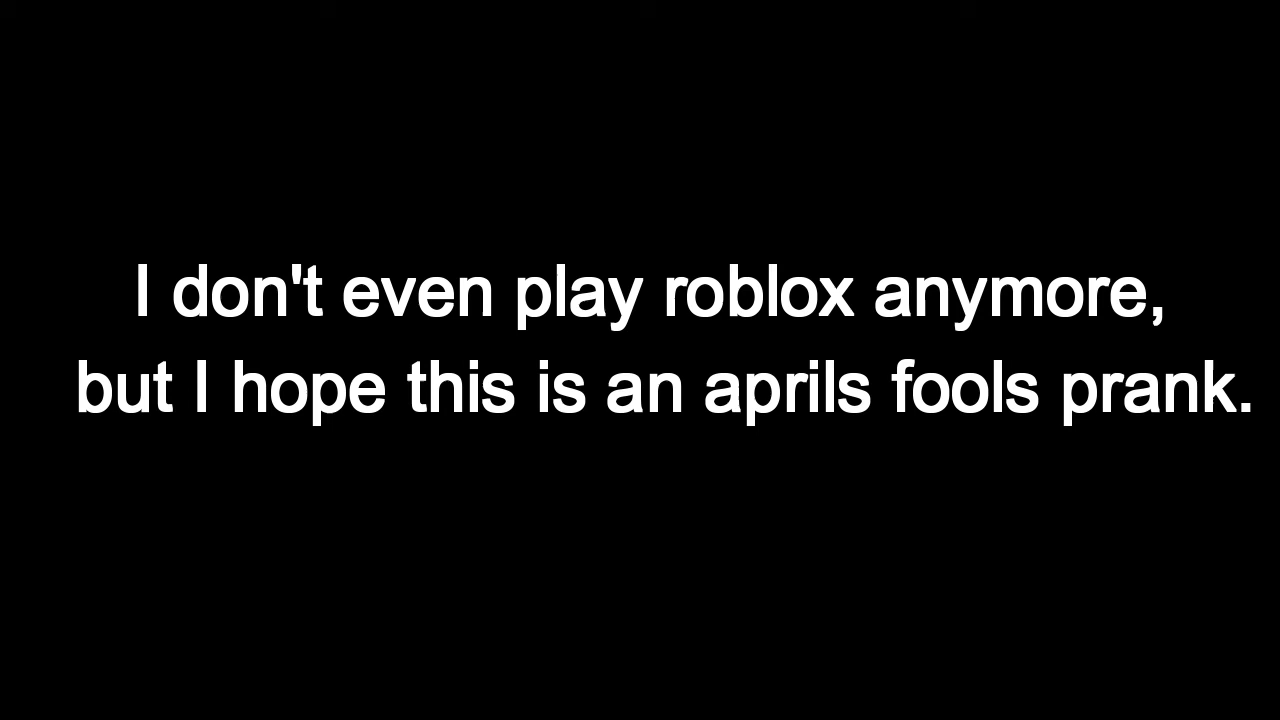 I don't even play roblox anymore,
but I hope this is an aprils fools prank.